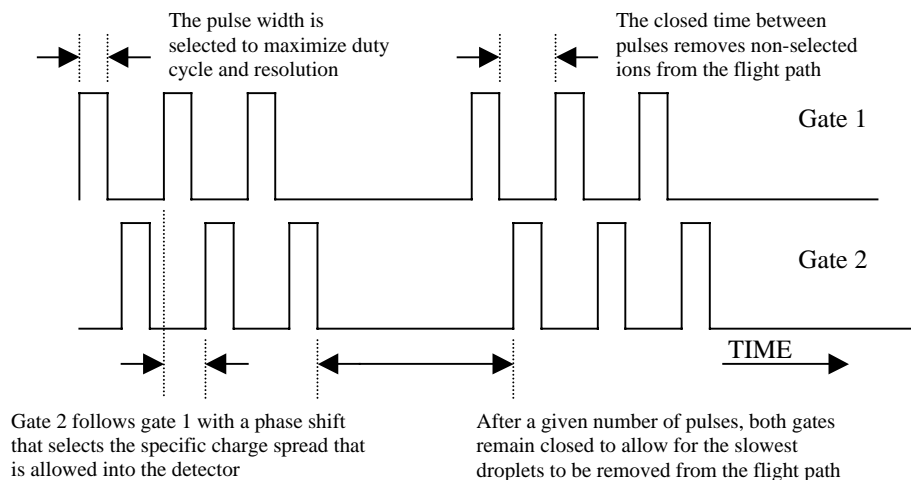 The pulse width is
selected to maximize duty
cycle and resolution
The closed time between
pulses removes non-selected
ions from the flight path
Gate 1
Gate 2
TIME
Gate 2 follows gate 1 with a phase shift
that selects the specific charge spread that
is allowed into the detector
After a given number of pulses, both gates
remain closed to allow for the slowest
droplets to be removed from the flight path